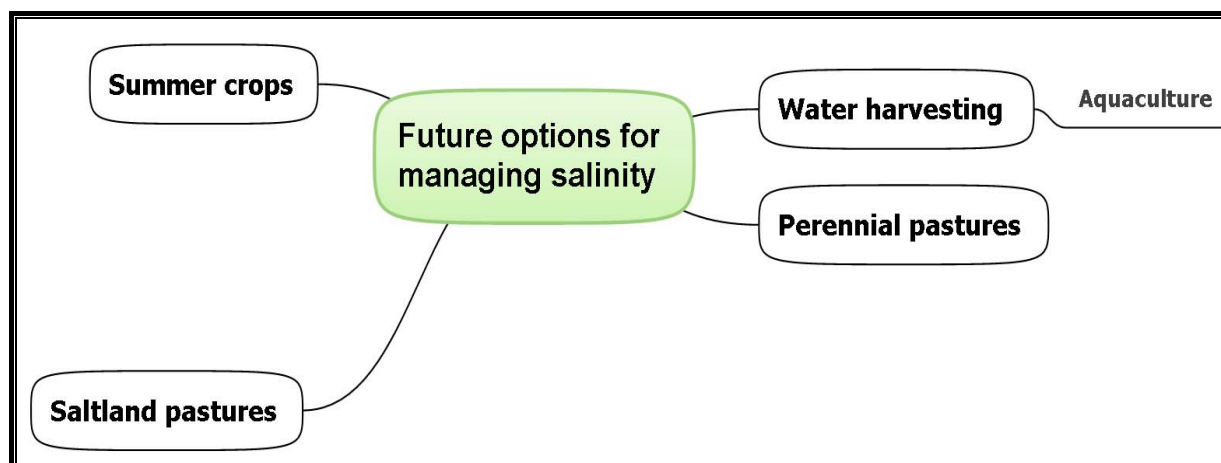 Summer crops
Future options for
managing salinity
Water harvesting
Aquaculture
Perennial pastures
Saltland pastures